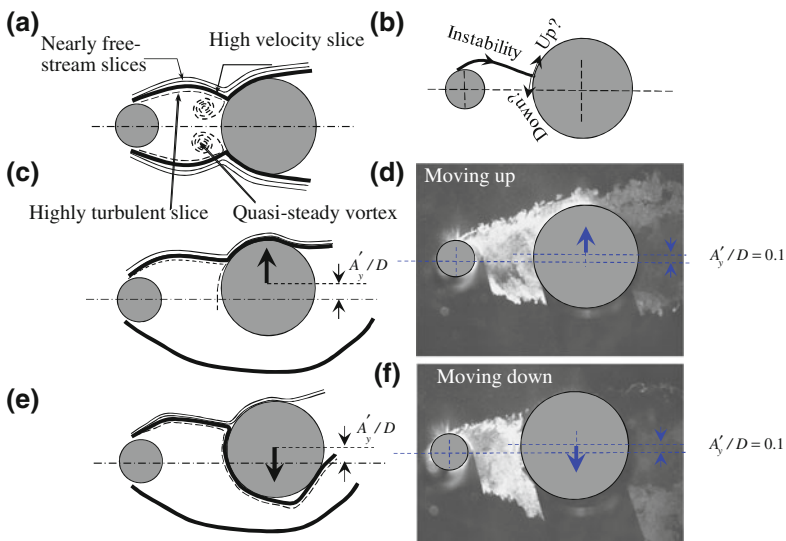 (a)
Nearly free-
stream slices
High velocity slice
Highly turbulent slice
Quasi-steady vortex
(b)
Instability
Up?
Down?
(c)
A'y/D
(d)
Moving up
A'y/D = 0.1
(e)
A'y/D
(f)
Moving down
A'y/D = 0.1